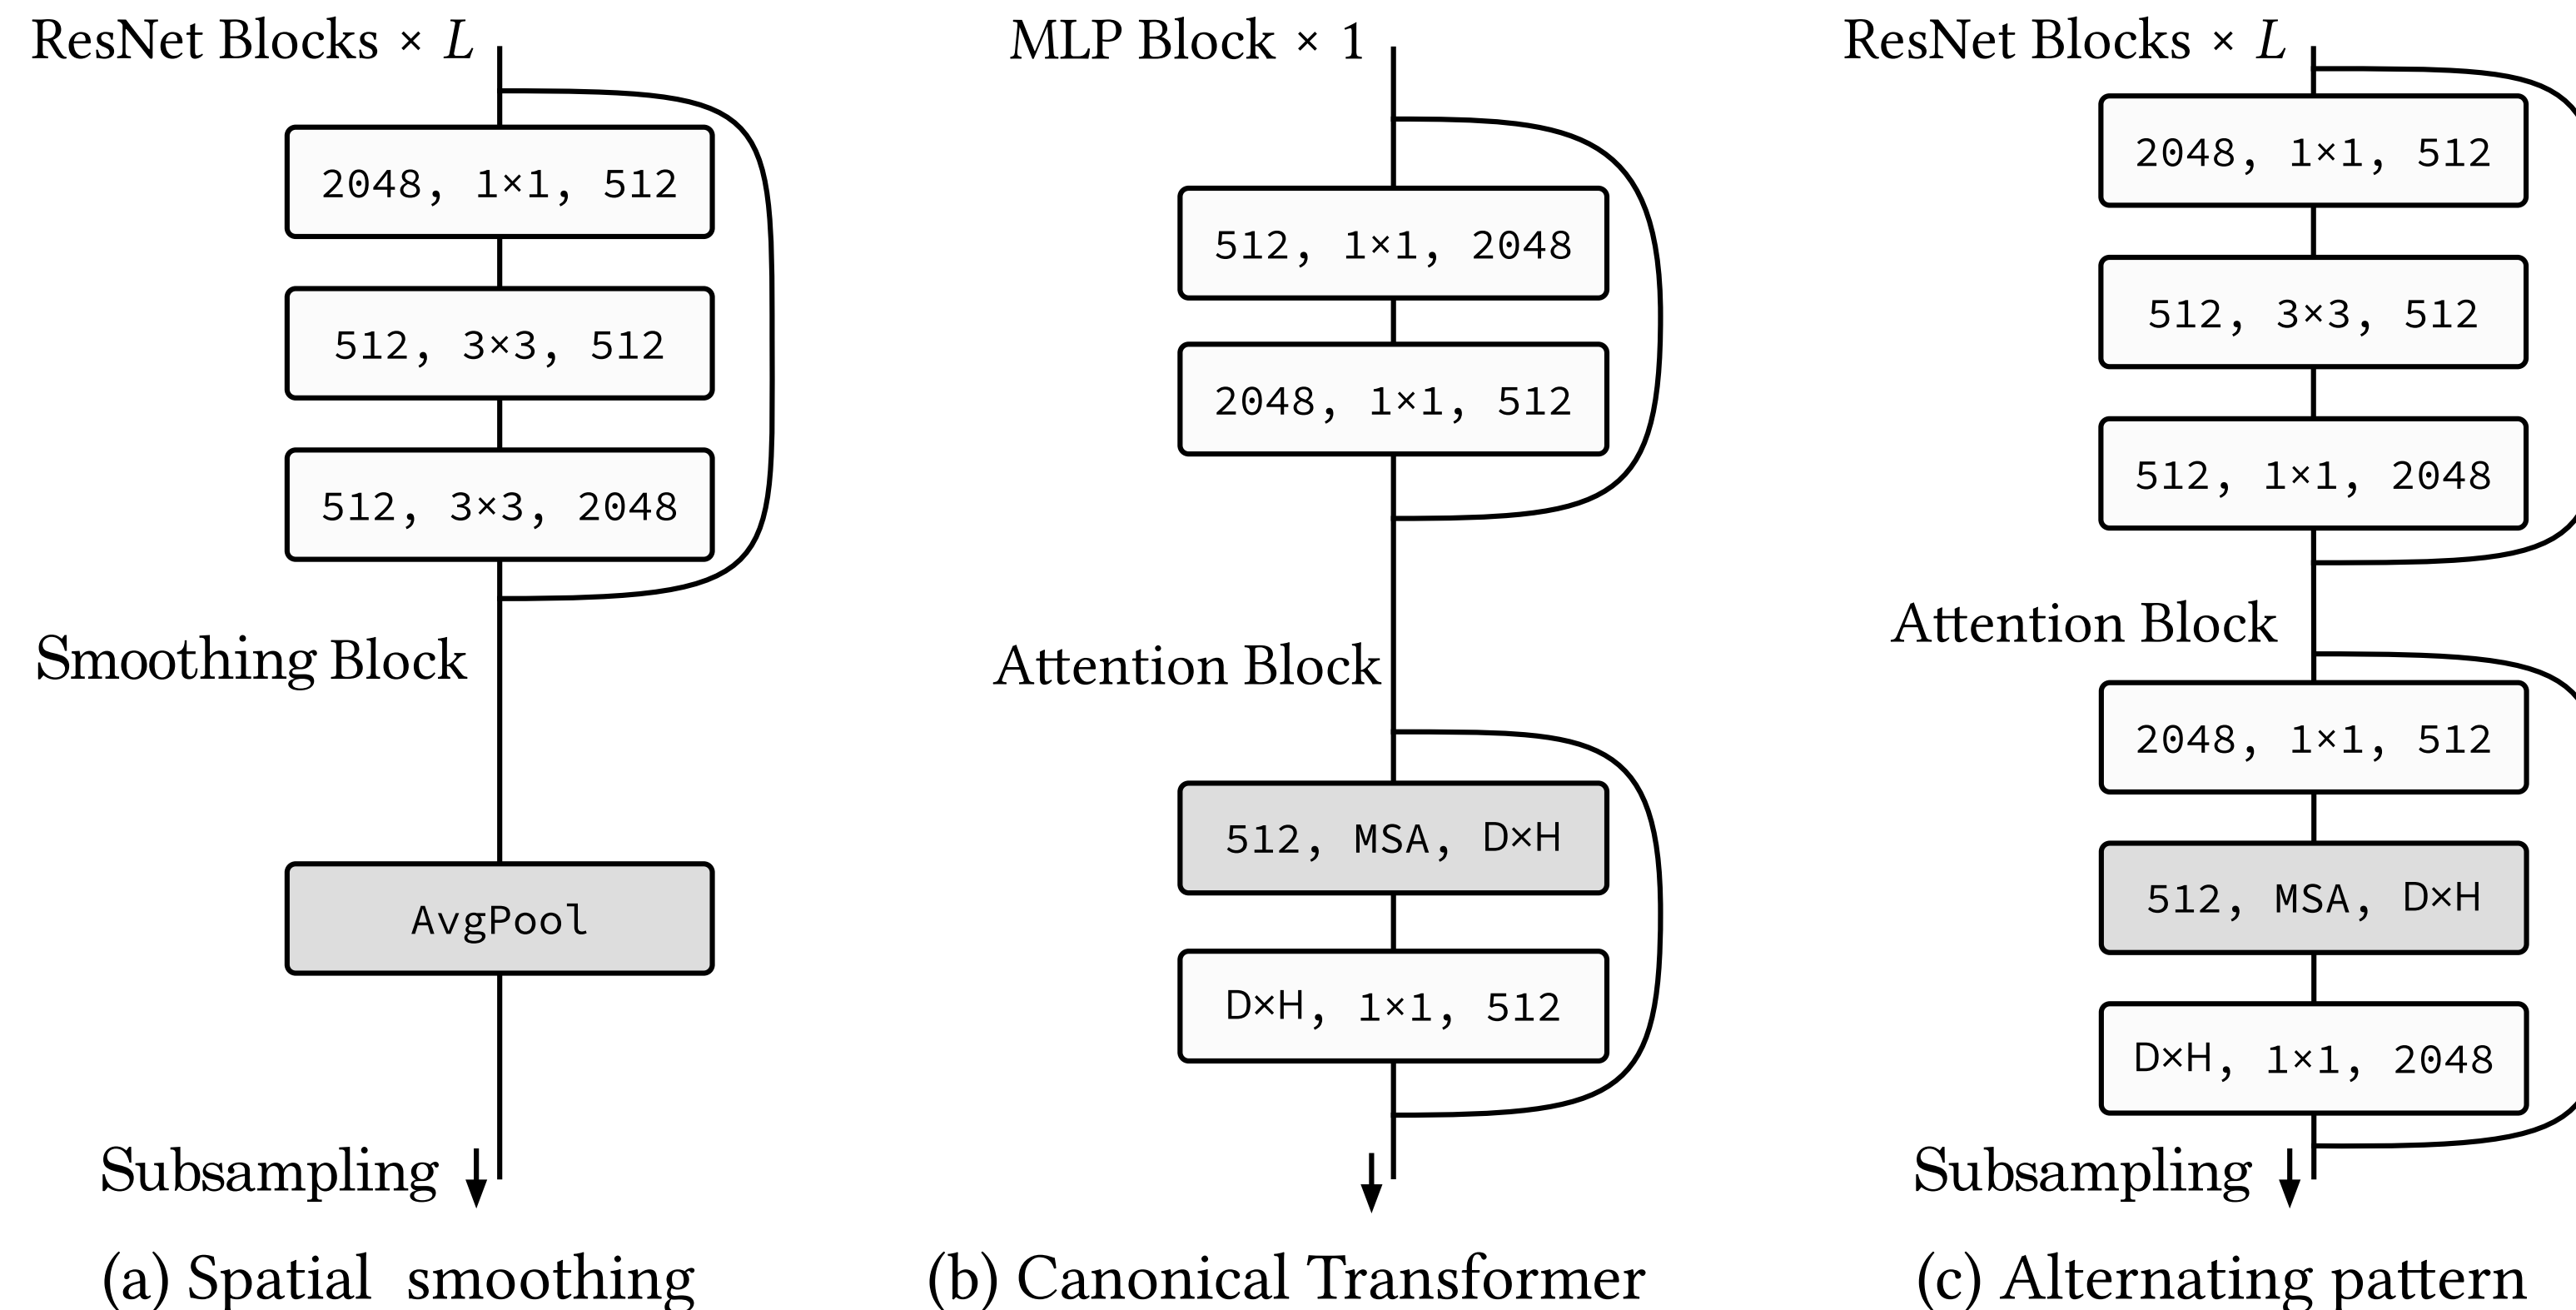 ResNet Blocks × L
2048, 1×1, 512
512, 3×3, 512
512, 3×3, 2048
Smoothing Block
AvgPool
Subsampling
(a) Spatial smoothing
MLP Block × 1
512, 1×1, 2048
2048, 1×1, 512
Attention Block
512, MSA, D×H
D×H, 1×1, 512
(b) Canonical Transformer
ResNet Blocks × L
2048, 1×1, 512
512, 3×3, 512
512, 1×1, 2048
Attention Block
2048, 1×1, 512
512, MSA, D×H
D×H, 1×1, 2048
Subsampling
(c) Alternating pattern